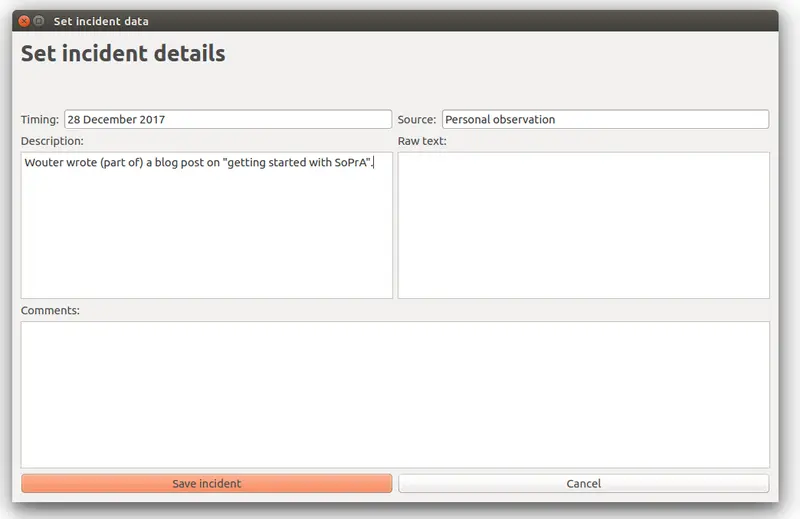 Set incident data
Set incident details
Timing: 28 December 2017 Source: Personal observation
Description: Raw text:
Wouter wrote (part of) a blog post on "getting started with SoPrA".
Comments:
Save incident Cancel